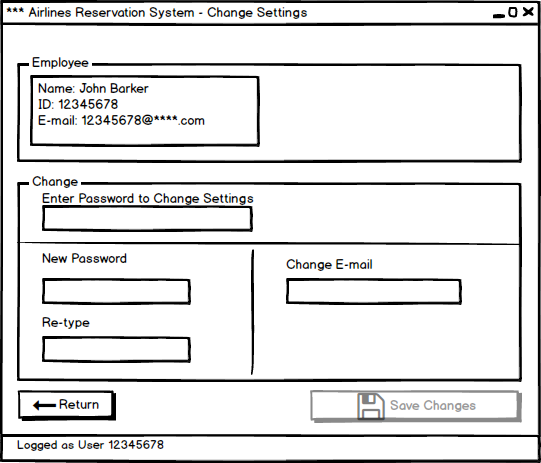 *** Airlines Reservation System - Change Settings
Employee
Name: John Barker
ID: 12345678
E-mail: 12345678@****.com
Change
Enter Password to Change Settings
New Password
Change E-mail
Re-type
Return
Save Changes
Logged as User 12345678